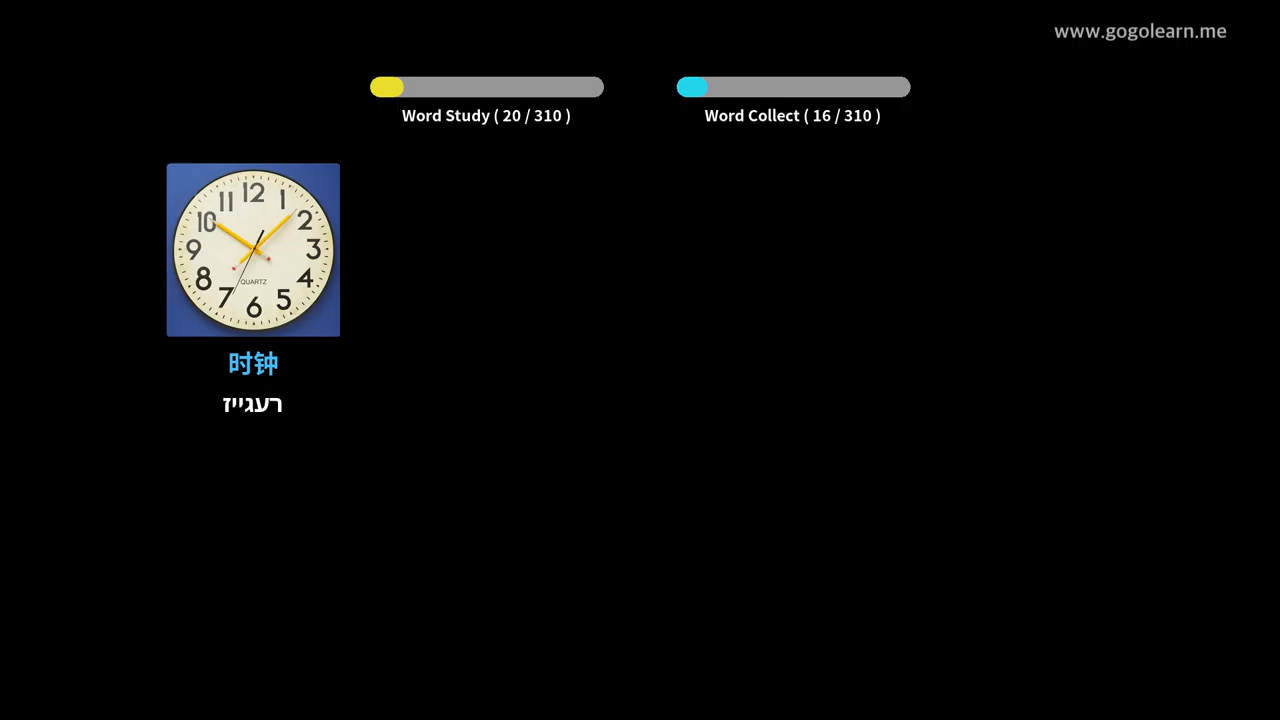 www.gogolearn.me
Word Study ( 20 / 310 )
Word Collect ( 16 / 310 )
12
1
2
3
4
5
6
7
8
9
10
11
QUARTZ
时钟
רעגייז